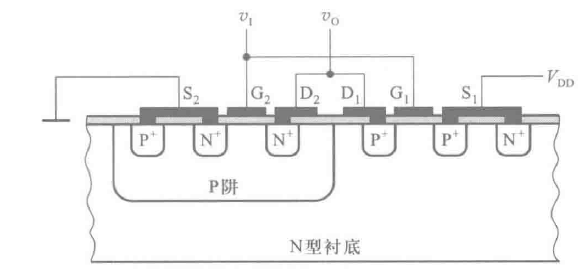 v_I v_O
S_2 G_2 D_2 D_1 G_1 S_1 V_DD
P^+ N^+ N^+ P^+ P^+ N^+
P阱
N型衬底